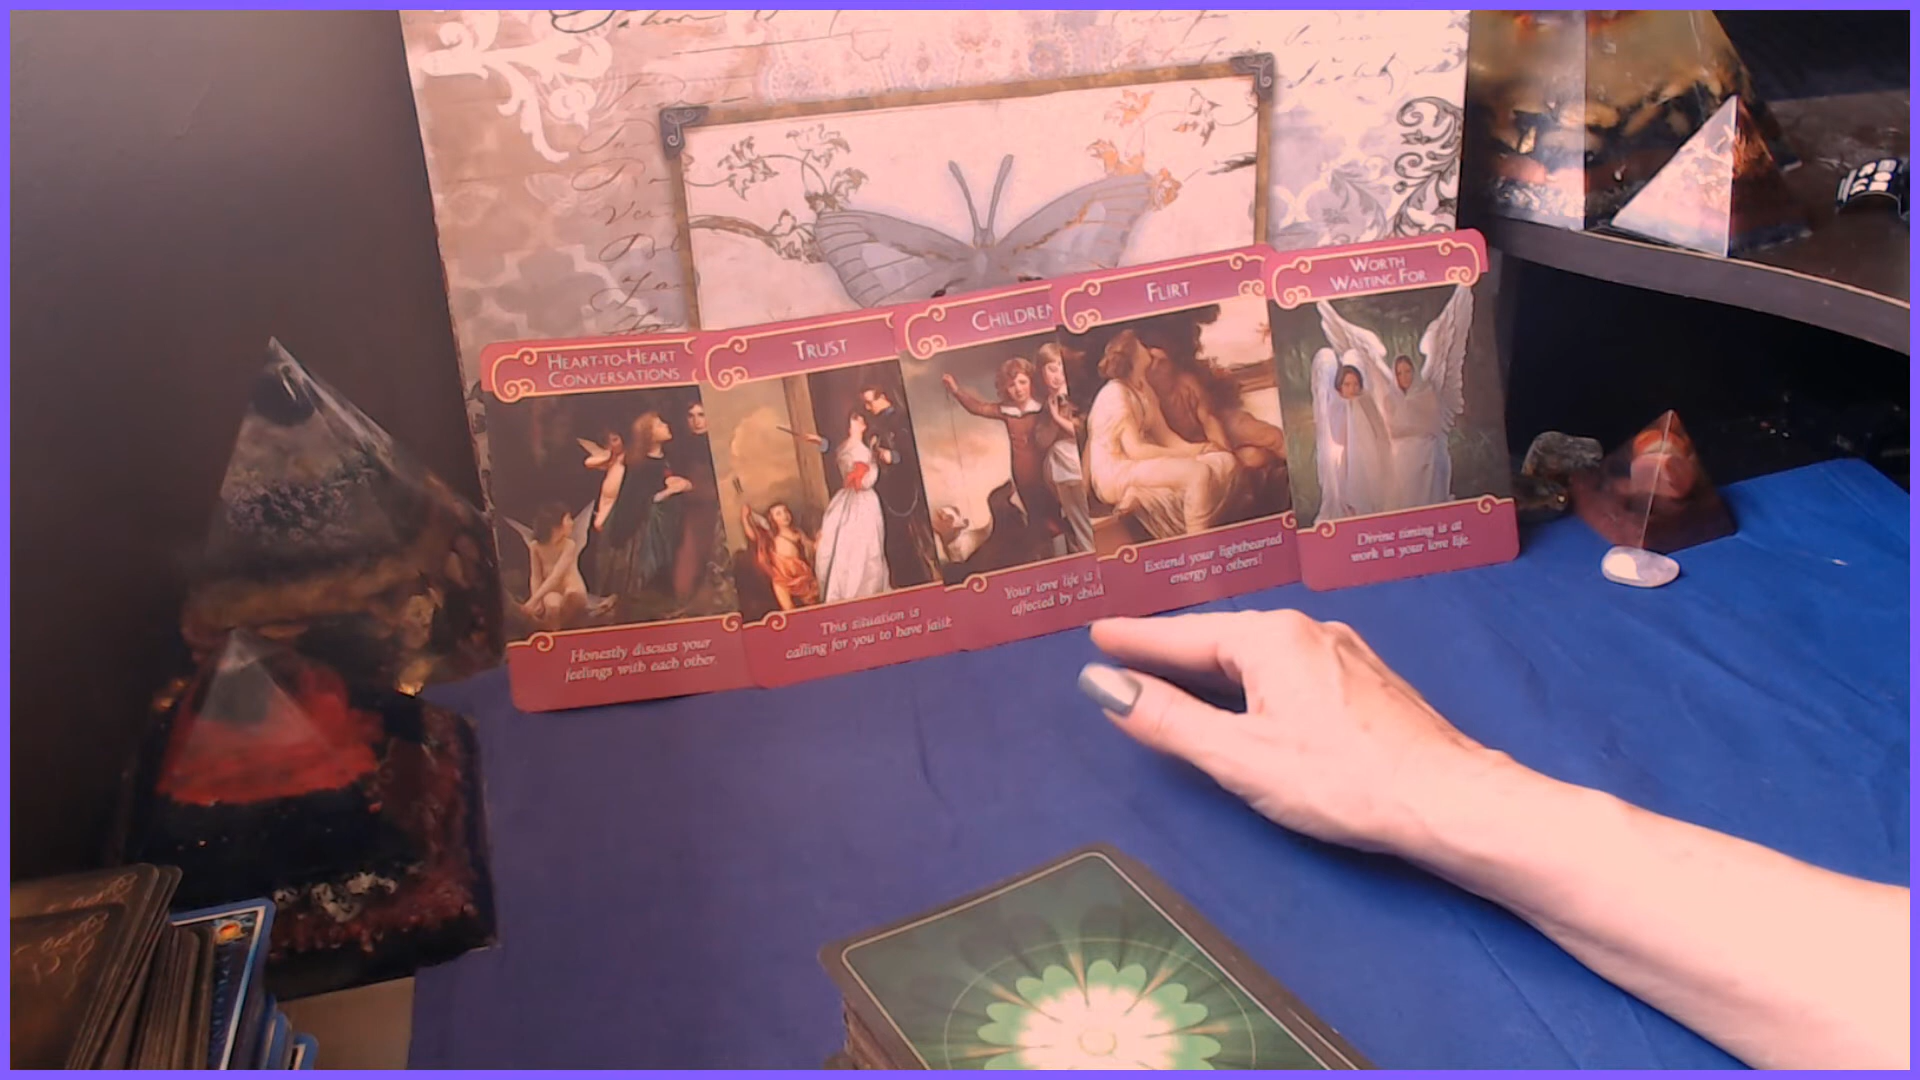 HEART-TO-HEART
CONVERSATIONS
Honestly discuss your
feelings with each other.
TRUST
This situation is
calling for you to have faith
CHILDREN
Your love life is
affected by child
FLIRT
Extend your lighthearted
energy to others!
WORTH
WAITING FOR
Divine timing is at
work in your love life.